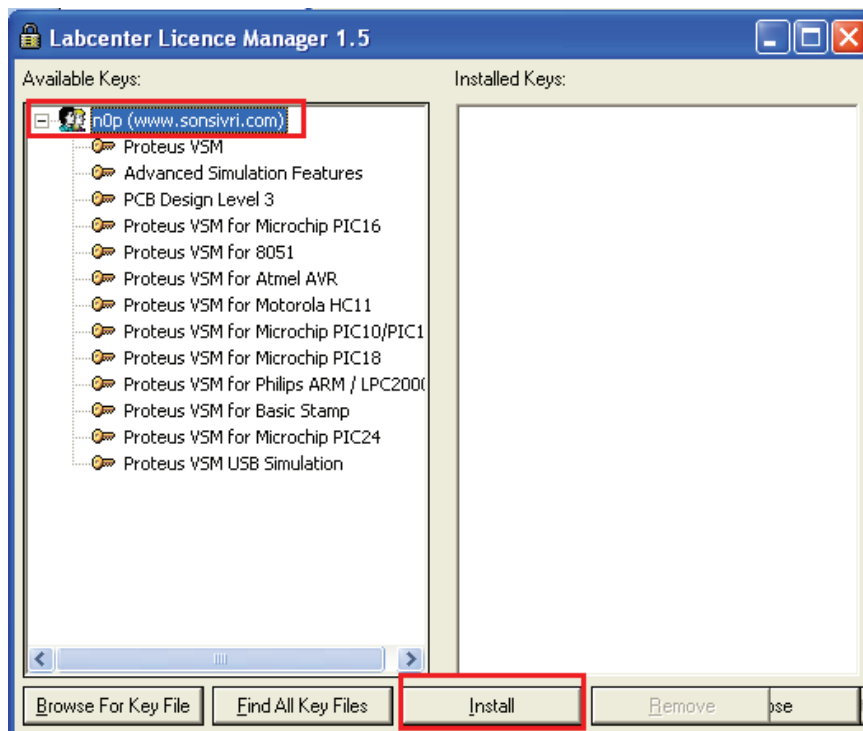 Labcenter Licence Manager 1.5
Available Keys:
Installed Keys:
n0p (www.sonsivri.com)
Proteus VSM
Advanced Simulation Features
PCB Design Level 3
Proteus VSM for Microchip PIC16
Proteus VSM for 8051
Proteus VSM for Atmel AVR
Proteus VSM for Motorola HC11
Proteus VSM for Microchip PIC10/PIC1
Proteus VSM for Microchip PIC18
Proteus VSM for Philips ARM / LPC200
Proteus VSM for Basic Stamp
Proteus VSM for Microchip PIC24
Proteus VSM USB Simulation
Browse For Key File
Find All Key Files
Install
Remove
ose